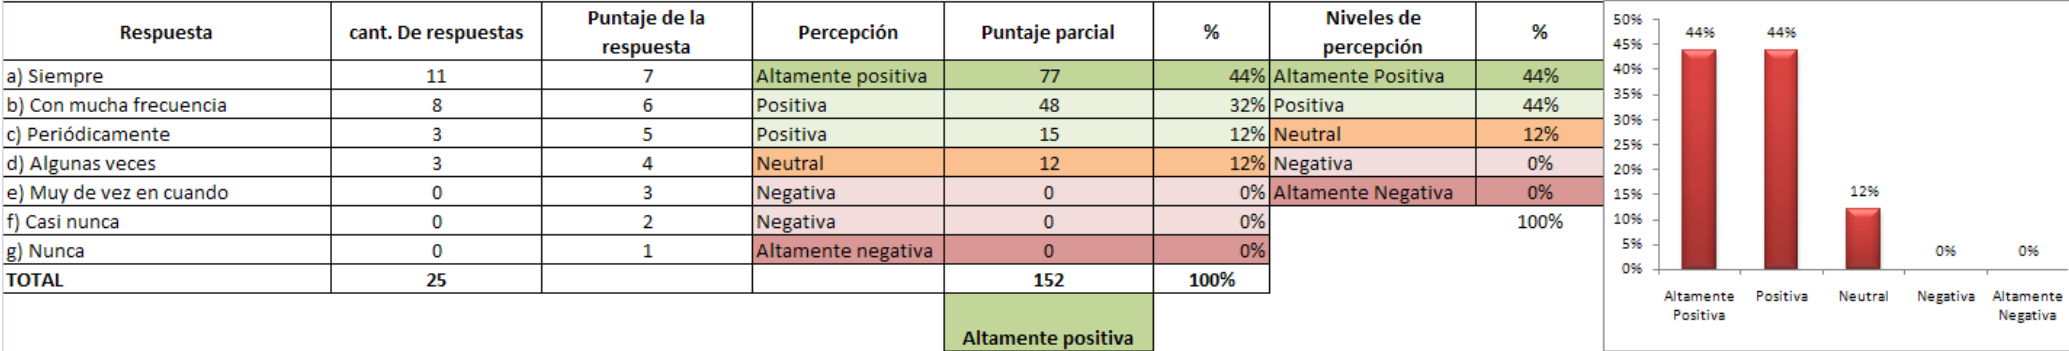 Respuesta cant. De respuestas Puntaje de la respuesta Percepción Puntaje parcial % Niveles de percepción %
a) Siempre 11 7 Altamente positiva 77 44% Altamente Positiva 44%
b) Con mucha frecuencia 8 6 Positiva 48 32% Positiva 44%
c) Periódicamente 3 5 Positiva 15 12% Neutral 12%
d) Algunas veces 3 4 Neutral 12 12% Negativa 0%
e) Muy de vez en cuando 0 3 Negativa 0 0% Altamente Negativa 0%
f) Casi nunca 0 2 Negativa 0 0% 100%
g) Nunca 0 1 Altamente negativa 0 0%
TOTAL 25 152 100%
Altamente positiva
50%
45%
40%
35%
30%
25%
20%
15%
10%
5%
0%
44% 44% 12% 0% 0%
Altamente Positiva Positiva Neutral Negativa Altamente Negativa